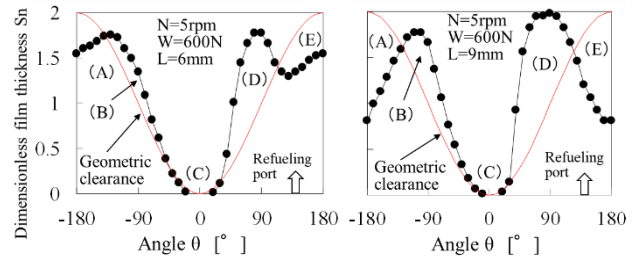 Dimensionless film thickness Sn
2
1.5
1
0.5
0
N=5rpm
W=600N
L=6mm
(A)
(B)
(C)
(D)
(E)
Geometric
clearance
Refueling
port
-180 -90 0 90 180
Angle θ [°]
N=5rpm
W=600N
L=9mm
(A)
(B)
(C)
(D)
(E)
Geometric
clearance
Refueling
port
-180 -90 0 90 180
Angle θ [°]